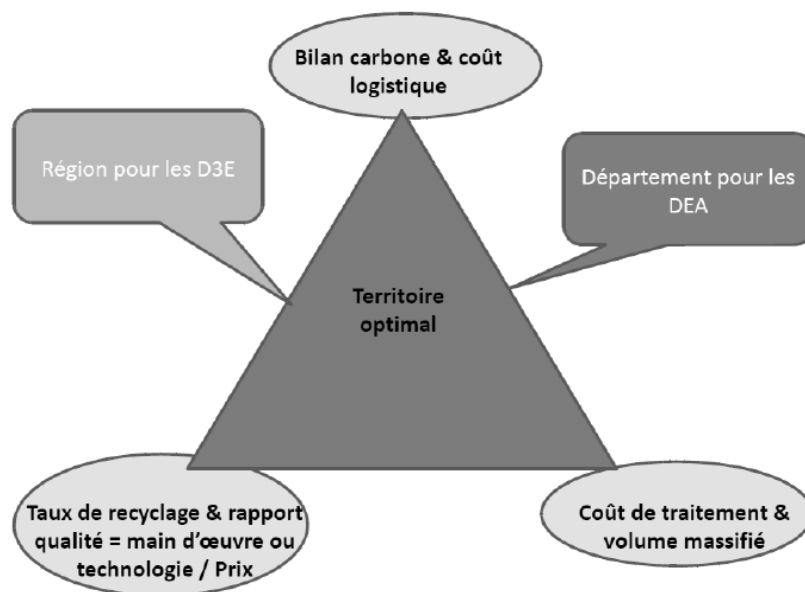 Bilan carbone & coût
logistique
Région pour les D3E
Département pour les
DEA
Territoire
optimal
Taux de recyclage & rapport
qualité = main d’œuvre ou
technologie / Prix
Coût de traitement &
volume massifié